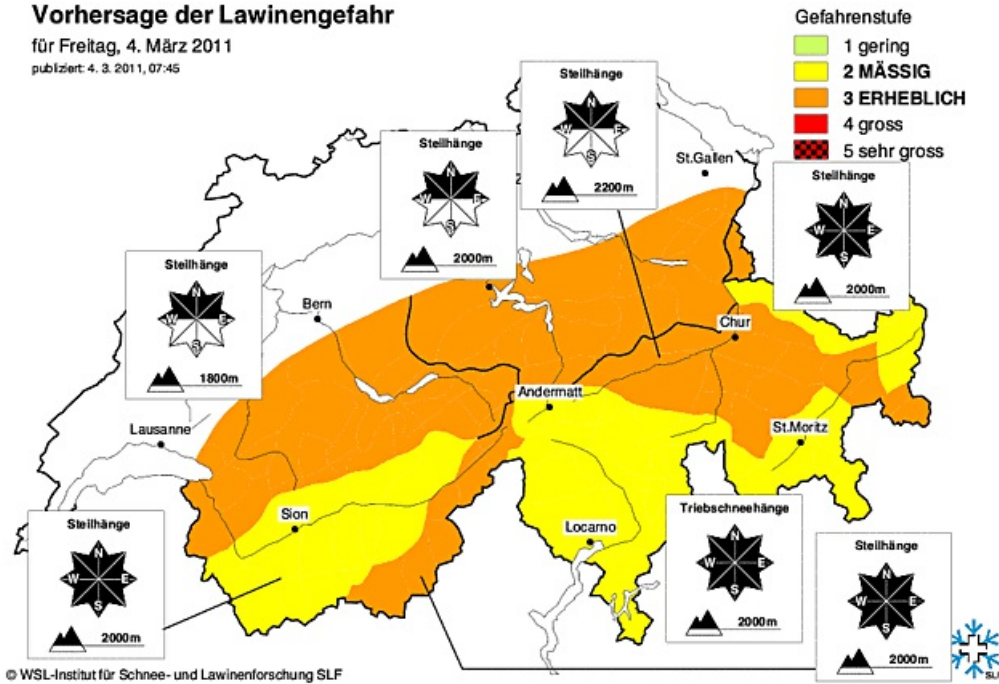 Vorhersage der Lawinengefahr
für Freitag, 4. März 2011
publiziert: 4. 3. 2011, 07:45
Gefahrenstufe
1 gering
2 MÄSSIG
3 ERHEBLICH
4 gross
5 sehr gross
Steilhänge
N
W E
S
2200m
St.Gallen
Steilhänge
N
W E
S
2000m
Steilhänge
N
W E
S
2000m
Steilhänge
N
W E
S
1800m
Bern
Chur
Andermatt
Lausanne
St.Moritz
Sion
Locarno
Steilhänge
N
W E
S
2000m
Triebschneehänge
N
W E
S
2000m
Steilhänge
N
W E
S
2000m
© WSL-Institut für Schnee- und Lawinenforschung SLF